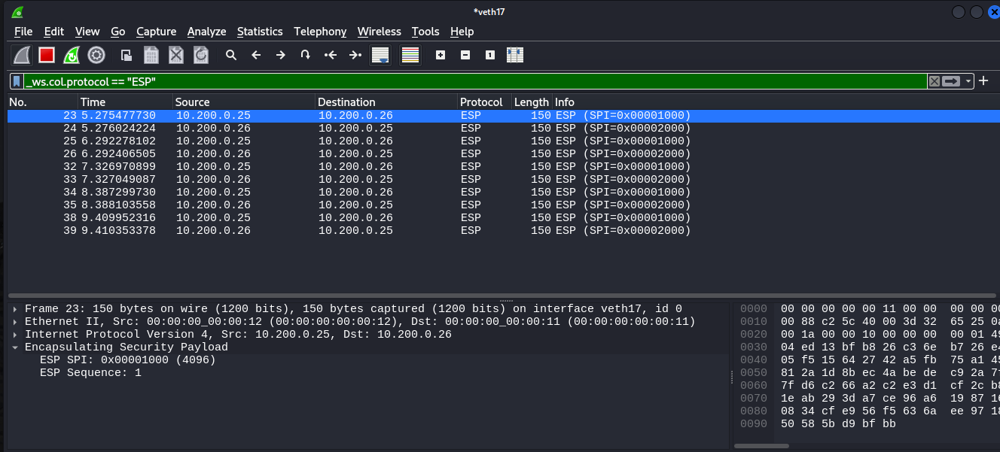 *veth17
File Edit View Go Capture Analyze Statistics Telephony Wireless Tools Help
_ws.col.protocol == "ESP"
No. Time Source Destination Protocol Length Info
23 5.275477730 10.200.0.25 10.200.0.26 ESP 150 ESP (SPI=0x00001000)
24 5.276024224 10.200.0.26 10.200.0.25 ESP 150 ESP (SPI=0x00002000)
25 6.292278102 10.200.0.25 10.200.0.26 ESP 150 ESP (SPI=0x00001000)
26 6.292406505 10.200.0.26 10.200.0.25 ESP 150 ESP (SPI=0x00002000)
32 7.326970899 10.200.0.25 10.200.0.26 ESP 150 ESP (SPI=0x00001000)
33 7.327049087 10.200.0.26 10.200.0.25 ESP 150 ESP (SPI=0x00002000)
34 8.387299730 10.200.0.25 10.200.0.26 ESP 150 ESP (SPI=0x00001000)
35 8.388103558 10.200.0.26 10.200.0.25 ESP 150 ESP (SPI=0x00002000)
38 9.409952316 10.200.0.25 10.200.0.26 ESP 150 ESP (SPI=0x00001000)
39 9.410353378 10.200.0.26 10.200.0.25 ESP 150 ESP (SPI=0x00002000)
Frame 23: 150 bytes on wire (1200 bits), 150 bytes captured (1200 bits) on interface veth17, id 0
Ethernet II, Src: 00:00:00_00:00:12 (00:00:00:00:00:12), Dst: 00:00:00_00:00:11 (00:00:00:00:00:11)
Internet Protocol Version 4, Src: 10.200.0.25, Dst: 10.200.0.26
Encapsulating Security Payload
ESP SPI: 0x00001000 (4096)
ESP Sequence: 1
0000 00 00 00 00 00 11 00 00 00 00 00
0010 00 88 c2 5c 40 00 3d 32 65 25
0020 00 1a 00 00 10 00 00 00 00 01
0030 04 ed 13 bf b8 26 c3 6e b7 26
0040 05 f5 15 64 27 42 a5 fb 75 a1
0050 81 2a 1d 8b ec 4a be de c9 2a
0060 7f d6 c2 66 a2 c2 e3 d1 cf 2c
0070 1e ab 29 3d a7 ce 96 a6 19 87
0080 08 34 cf e9 56 f5 63 6a ee 97
0090 50 58 5b d9 bf bb